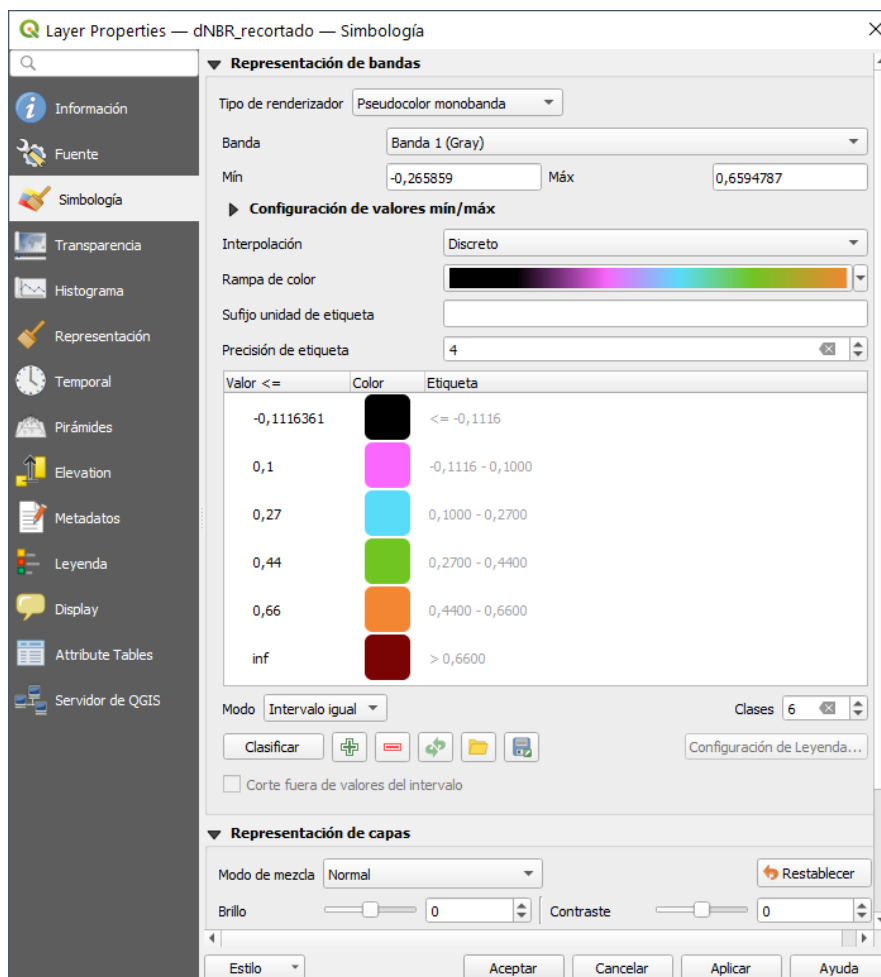 Layer Properties — dNBR_recortado — Simbología
Información
Fuente
Simbología
Transparencia
Histograma
Representación
Temporal
Pirámides
Elevation
Metadatos
Leyenda
Display
Attribute Tables
Servidor de QGIS
Representación de bandas
Tipo de renderizador Pseudocolor monobanda
Banda Banda 1 (Gray)
Mín -0,265859 Máx 0,6594787
Configuración de valores mín/máx
Interpolación Discreto
Rampa de color
Sufijo unidad de etiqueta
Precisión de etiqueta 4
Valor <= Color Etiqueta
-0,1116361 <= -0,1116
0,1 -0,1116 - 0,1000
0,27 0,1000 - 0,2700
0,44 0,2700 - 0,4400
0,66 0,4400 - 0,6600
inf > 0,6600
Modo Intervalo igual Clases 6
Clasificar Configuración de Leyenda...
Corte fuera de valores del intervalo
Representación de capas
Modo de mezcla Normal Restablecer
Brillo 0 Contraste 0
Estilo Aceptar Cancelar Aplicar Ayuda